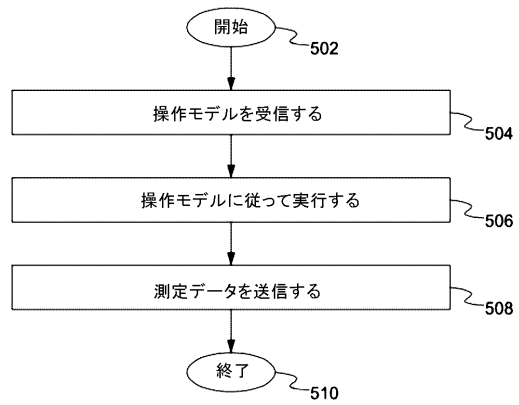 開始
502
操作モデルを受信する
504
操作モデルに従って実行する
506
測定データを送信する
508
終了
510